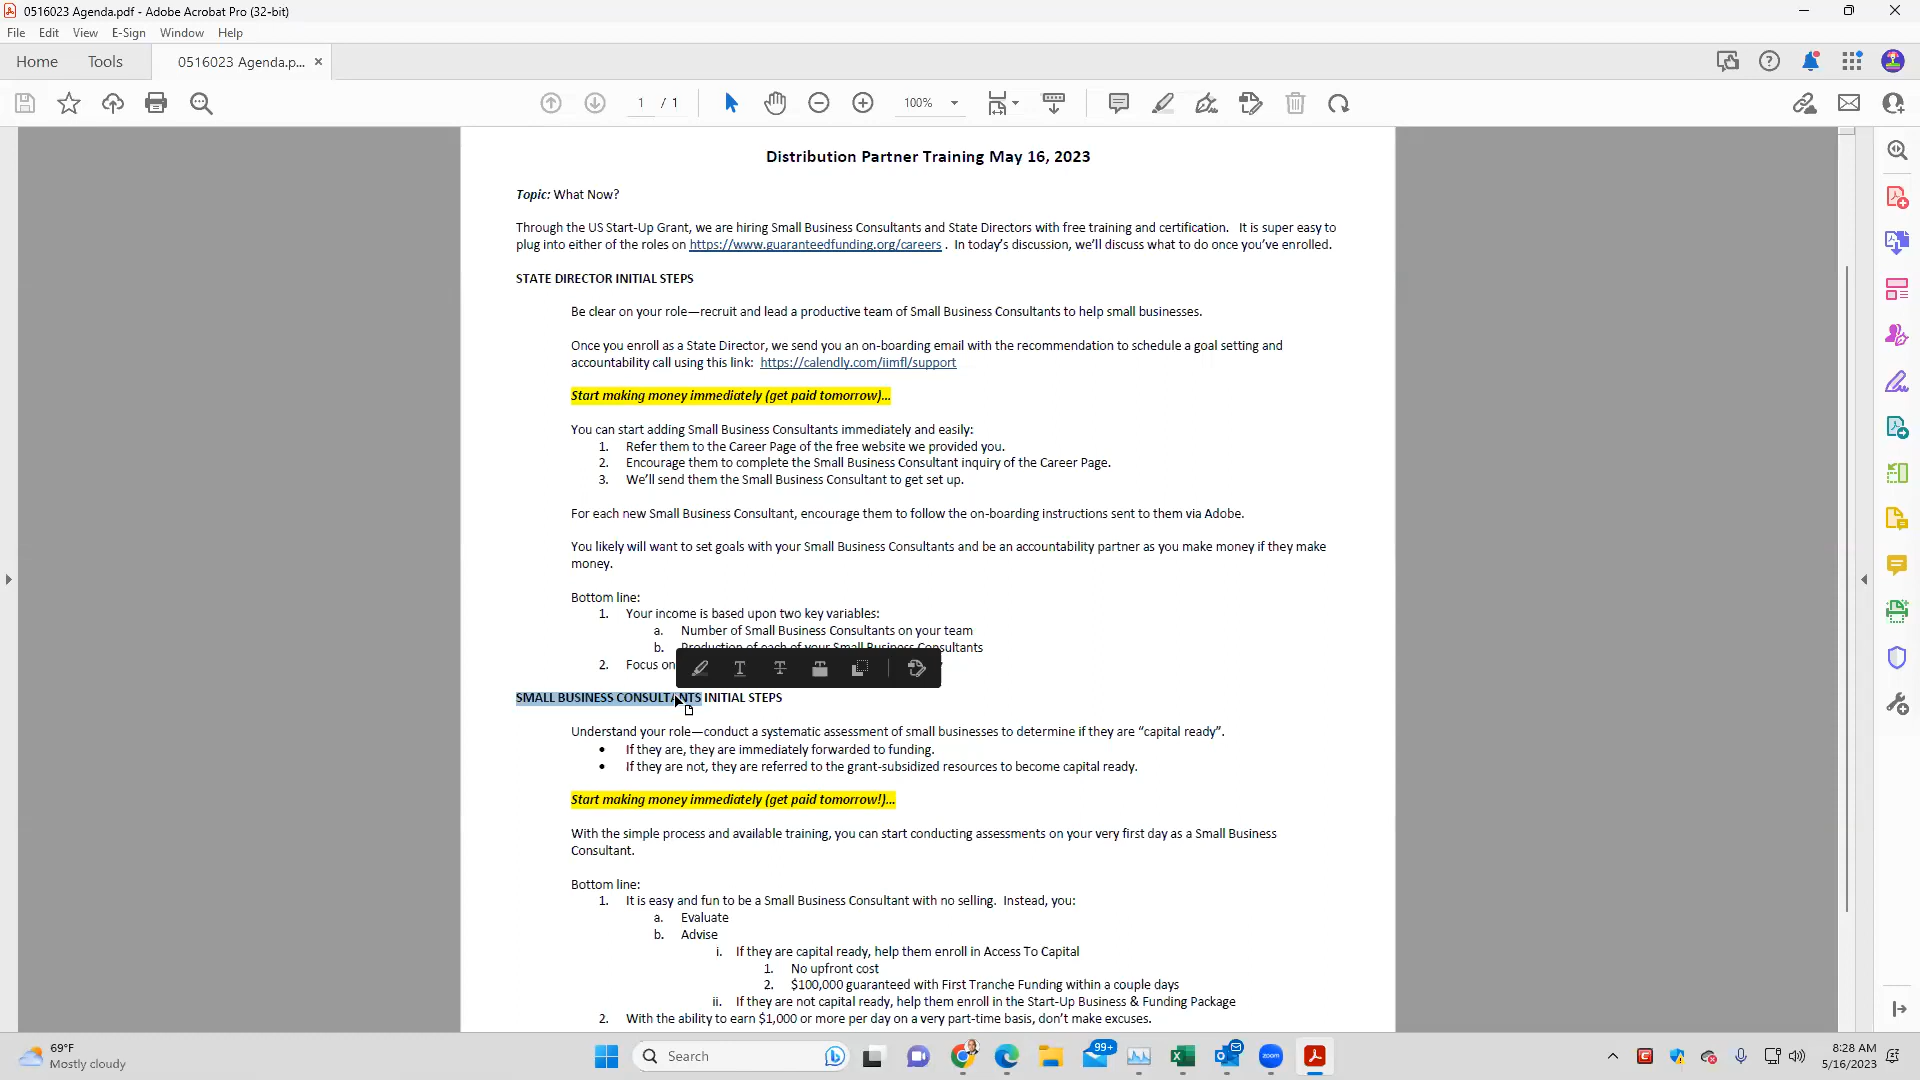 0516023 Agenda.pdf - Adobe Acrobat Pro (32-bit)
File Edit View E-Sign Window Help
Home Tools 0516023 Agenda.p... ×
1 / 1 100%
Distribution Partner Training May 16, 2023
Topic: What Now?
Through the US Start-Up Grant, we are hiring Small Business Consultants and State Directors with free training and certification. It is super easy to
plug into either of the roles on https://www.guaranteedfunding.org/careers . In today's discussion, we'll discuss what to do once you've enrolled.
STATE DIRECTOR INITIAL STEPS
Be clear on your role—recruit and lead a productive team of Small Business Consultants to help small businesses.
Once you enroll as a State Director, we send you an on-boarding email with the recommendation to schedule a goal setting and
accountability call using this link: https://calendly.com/iimfl/support
Start making money immediately (get paid tomorrow)...
You can start adding Small Business Consultants immediately and easily:
1. Refer them to the Career Page of the free website we provided you.
2. Encourage them to complete the Small Business Consultant inquiry of the Career Page.
3. We'll send them the Small Business Consultant to get set up.
For each new Small Business Consultant, encourage them to follow the on-boarding instructions sent to them via Adobe.
You likely will want to set goals with your Small Business Consultants and be an accountability partner as you make money if they make
money.
Bottom line:
1. Your income is based upon two key variables:
a. Number of Small Business Consultants on your team
b. Production of each of your Small Business Consultants
2. Focus on
SMALL BUSINESS CONSULTANTS INITIAL STEPS
Understand your role—conduct a systematic assessment of small businesses to determine if they are “capital ready”.
• If they are, they are immediately forwarded to funding.
• If they are not, they are referred to the grant-subsidized resources to become capital ready.
Start making money immediately (get paid tomorrow!)...
With the simple process and available training, you can start conducting assessments on your very first day as a Small Business
Consultant.
Bottom line:
1. It is easy and fun to be a Small Business Consultant with no selling. Instead, you:
a. Evaluate
b. Advise
i. If they are capital ready, help them enroll in Access To Capital
1. No upfront cost
2. $100,000 guaranteed with First Tranche Funding within a couple days
ii. If they are not capital ready, help them enroll in the Start-Up Business & Funding Package
2. With the ability to earn $1,000 or more per day on a very part-time basis, don't make excuses.
69°F
Mostly cloudy
Search
99+
zoom
8:28 AM
5/16/2023